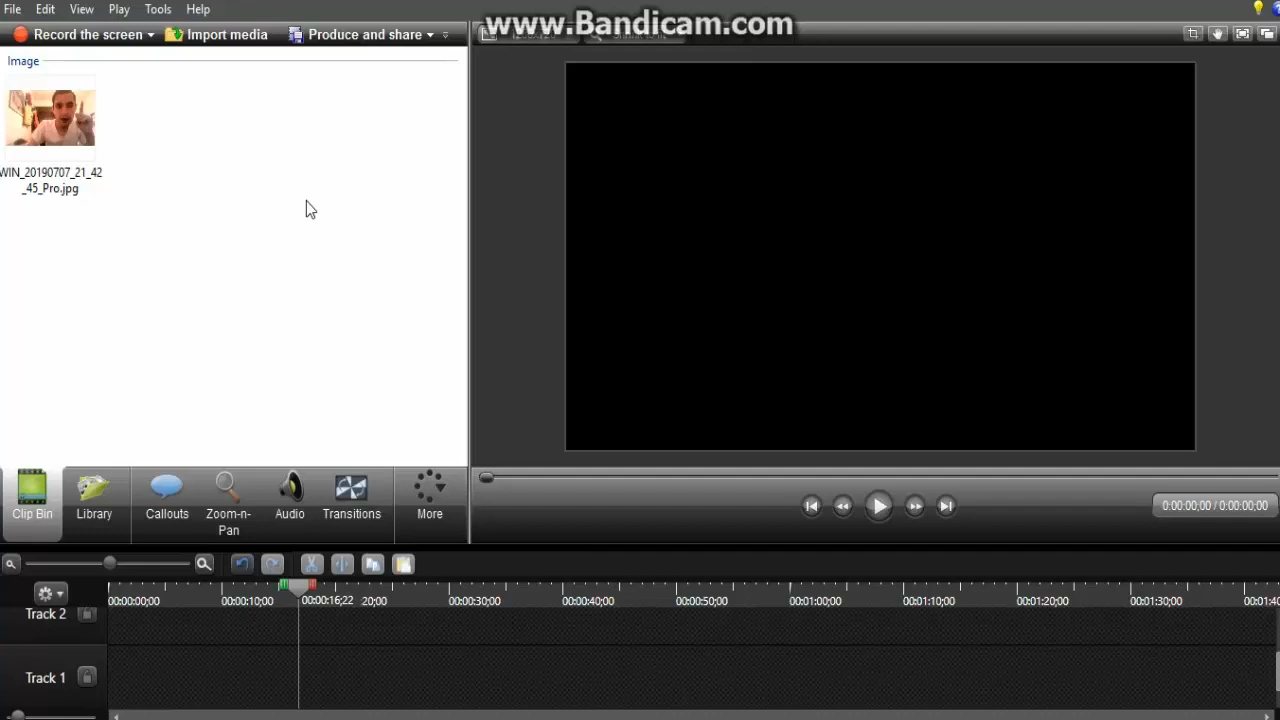 File Edit View Play Tools Help
www.Bandicam.com
Record the screen Import media Produce and share
Image
WIN_20190707_21_42
_45_Pro.jpg
Clip Bin Library Callouts Zoom-n-
Pan Audio Transitions More
0:00:00;00 / 0:00:00;00
00:00:00;00 00:00:10;00 00:00:16;22 20;00 00:00:30;00 00:00:40;00 00:00:50;00 00:01:00;00 00:01:10;00 00:01:20;00 00:01:30;00 00:01:40
Track 2
Track 1